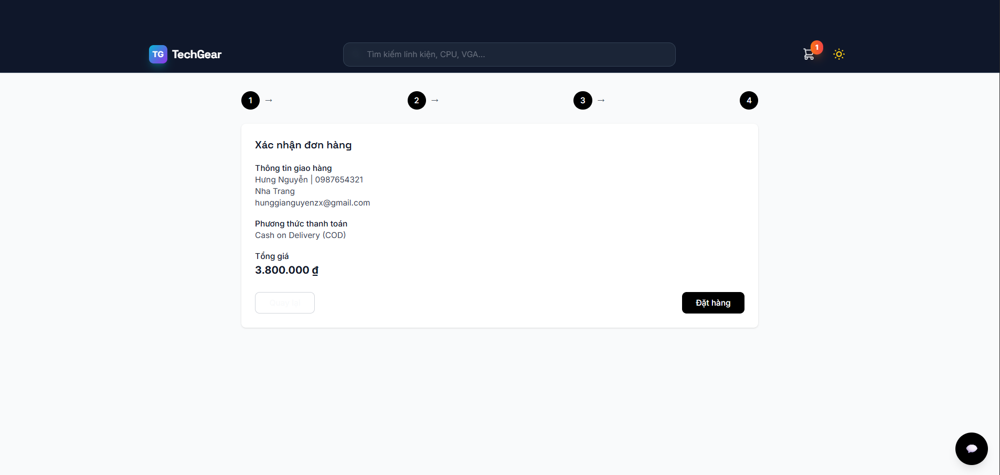 TG TechGear
Tìm kiếm linh kiện, CPU, VGA...
1
1 → 2 → 3 → 4
Xác nhận đơn hàng
Thông tin giao hàng
Hưng Nguyễn | 0987654321
Nha Trang
hunggianguyenzx@gmail.com
Phương thức thanh toán
Cash on Delivery (COD)
Tổng giá
3.800.000 ₫
Quay lại
Đặt hàng